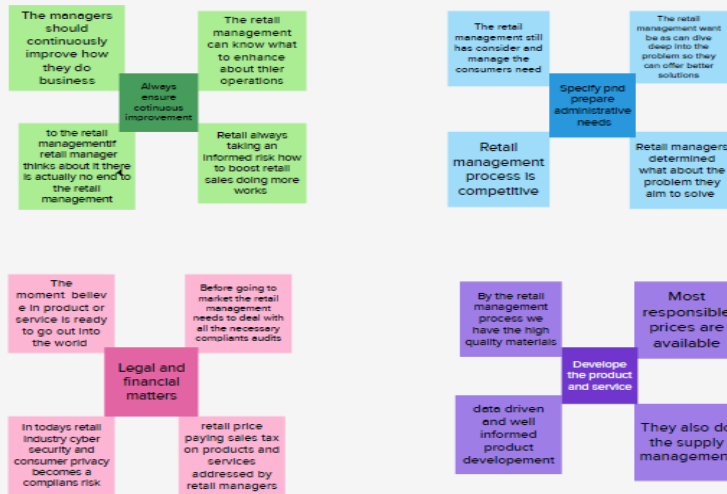 The managers
should
continuously
improve how
they do
business
The retail
management
can know what
to enhance
about thier
operations
Always
ensure
cotinuous
improvement
to the retail
managementif
retail manager
thinks about it there
is actually no end to
the retail
management
Retail always
taking an
informed risk how
to boost retail
sales doing more
works
The retail
management still
has consider and
manage the
consumers need
The retail
management want
be as can dive
deep into the
problem so they
can offer better
solutions
Specify pnd
prepare
administrative
needs
Retail
management
process is
competitive
Retail managers
determined
what about the
problem they
aim to solve
The
moment believ
e in product or
service is ready
to go out into
the world
Before going to
market the retail
management
needs to deal with
all the necessary
compliants audits
Legal and
financial
matters
In todays retail
industry cyber
security and
consumer privacy
becomes a
complians risk
retail price
paying sales tax
on products and
services
addressed by
retail managers
By the retail
management
process we
have the high
quality materials
Most
responsible
prices are
available
Develope
the product
and service
data driven
and well
informed
product
developement
They also do
the supply
management